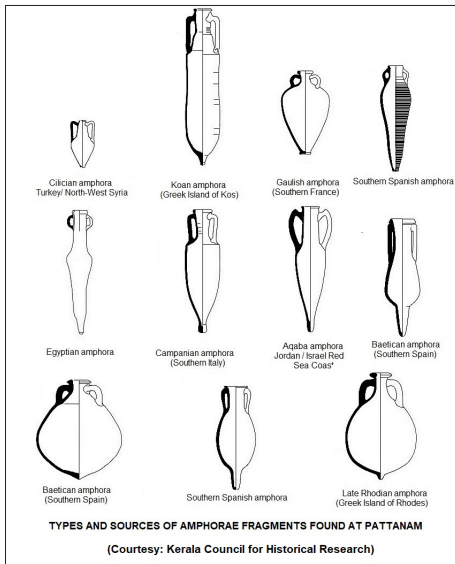 Cilician amphora
Turkey/ North-West Syria
Koan amphora
(Greek Island of Kos)
Gaulish amphora
(Southern France)
Southern Spanish amphora
Egyptian amphora
Campanian amphora
(Southern Italy)
Aqaba amphora
Jordan / Israel Red
Sea Coas'
Baetican amphora
(Southern Spain)
Baetican amphora
(Southern Spain)
Southern Spanish amphora
Late Rhodian amphora
(Greek Island of Rhodes)
TYPES AND SOURCES OF AMPHORAE FRAGMENTS FOUND AT PATTANAM
(Courtesy: Kerala Council for Historical Research)